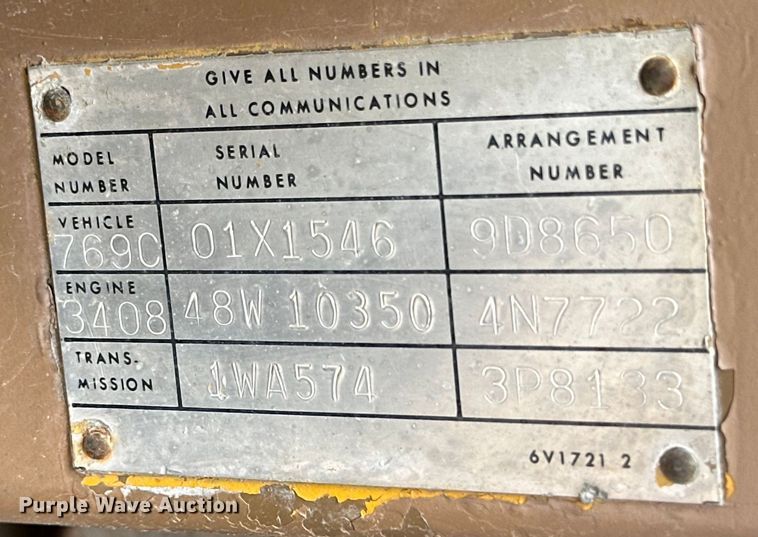 GIVE ALL NUMBERS IN
ALL COMMUNICATIONS
MODEL NUMBER SERIAL NUMBER ARRANGEMENT NUMBER
VEHICLE 769C 01X1546 9D8650
ENGINE 3408 48W 10350 4N7722
TRANS-MISSION 1WA574 3P8133
6V1721 2
Purple Wave Auction